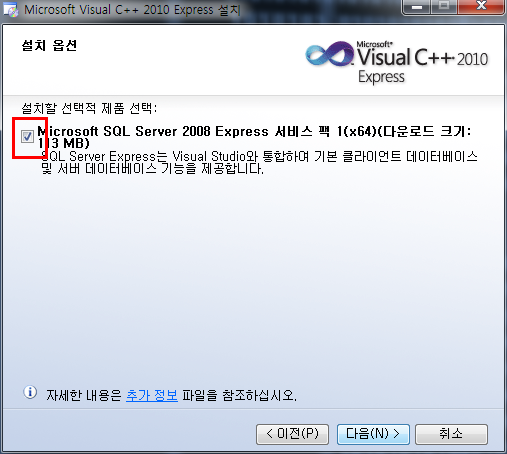 Microsoft Visual C++ 2010 Express 설치
설치 옵션
Microsoft®
Visual C++ 2010
Express
설치할 선택적 제품 선택:
Microsoft SQL Server 2008 Express 서비스 팩 1(x64)(다운로드 크기:
113 MB)
SQL Server Express는 Visual Studio와 통합하여 기본 클라이언트 데이터베이스
및 서버 데이터베이스 기능을 제공합니다.
자세한 내용은 추가 정보 파일을 참조하십시오.
< 이전(P) 다음(N) > 취소